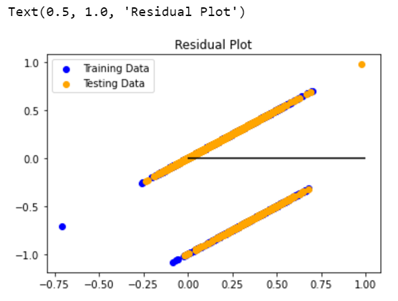 Text(0.5, 1.0, 'Residual Plot')
Residual Plot
Training Data
Testing Data
1.0
0.5
0.0
−0.5
−1.0
−0.75 −0.50 −0.25 0.00 0.25 0.50 0.75 1.00